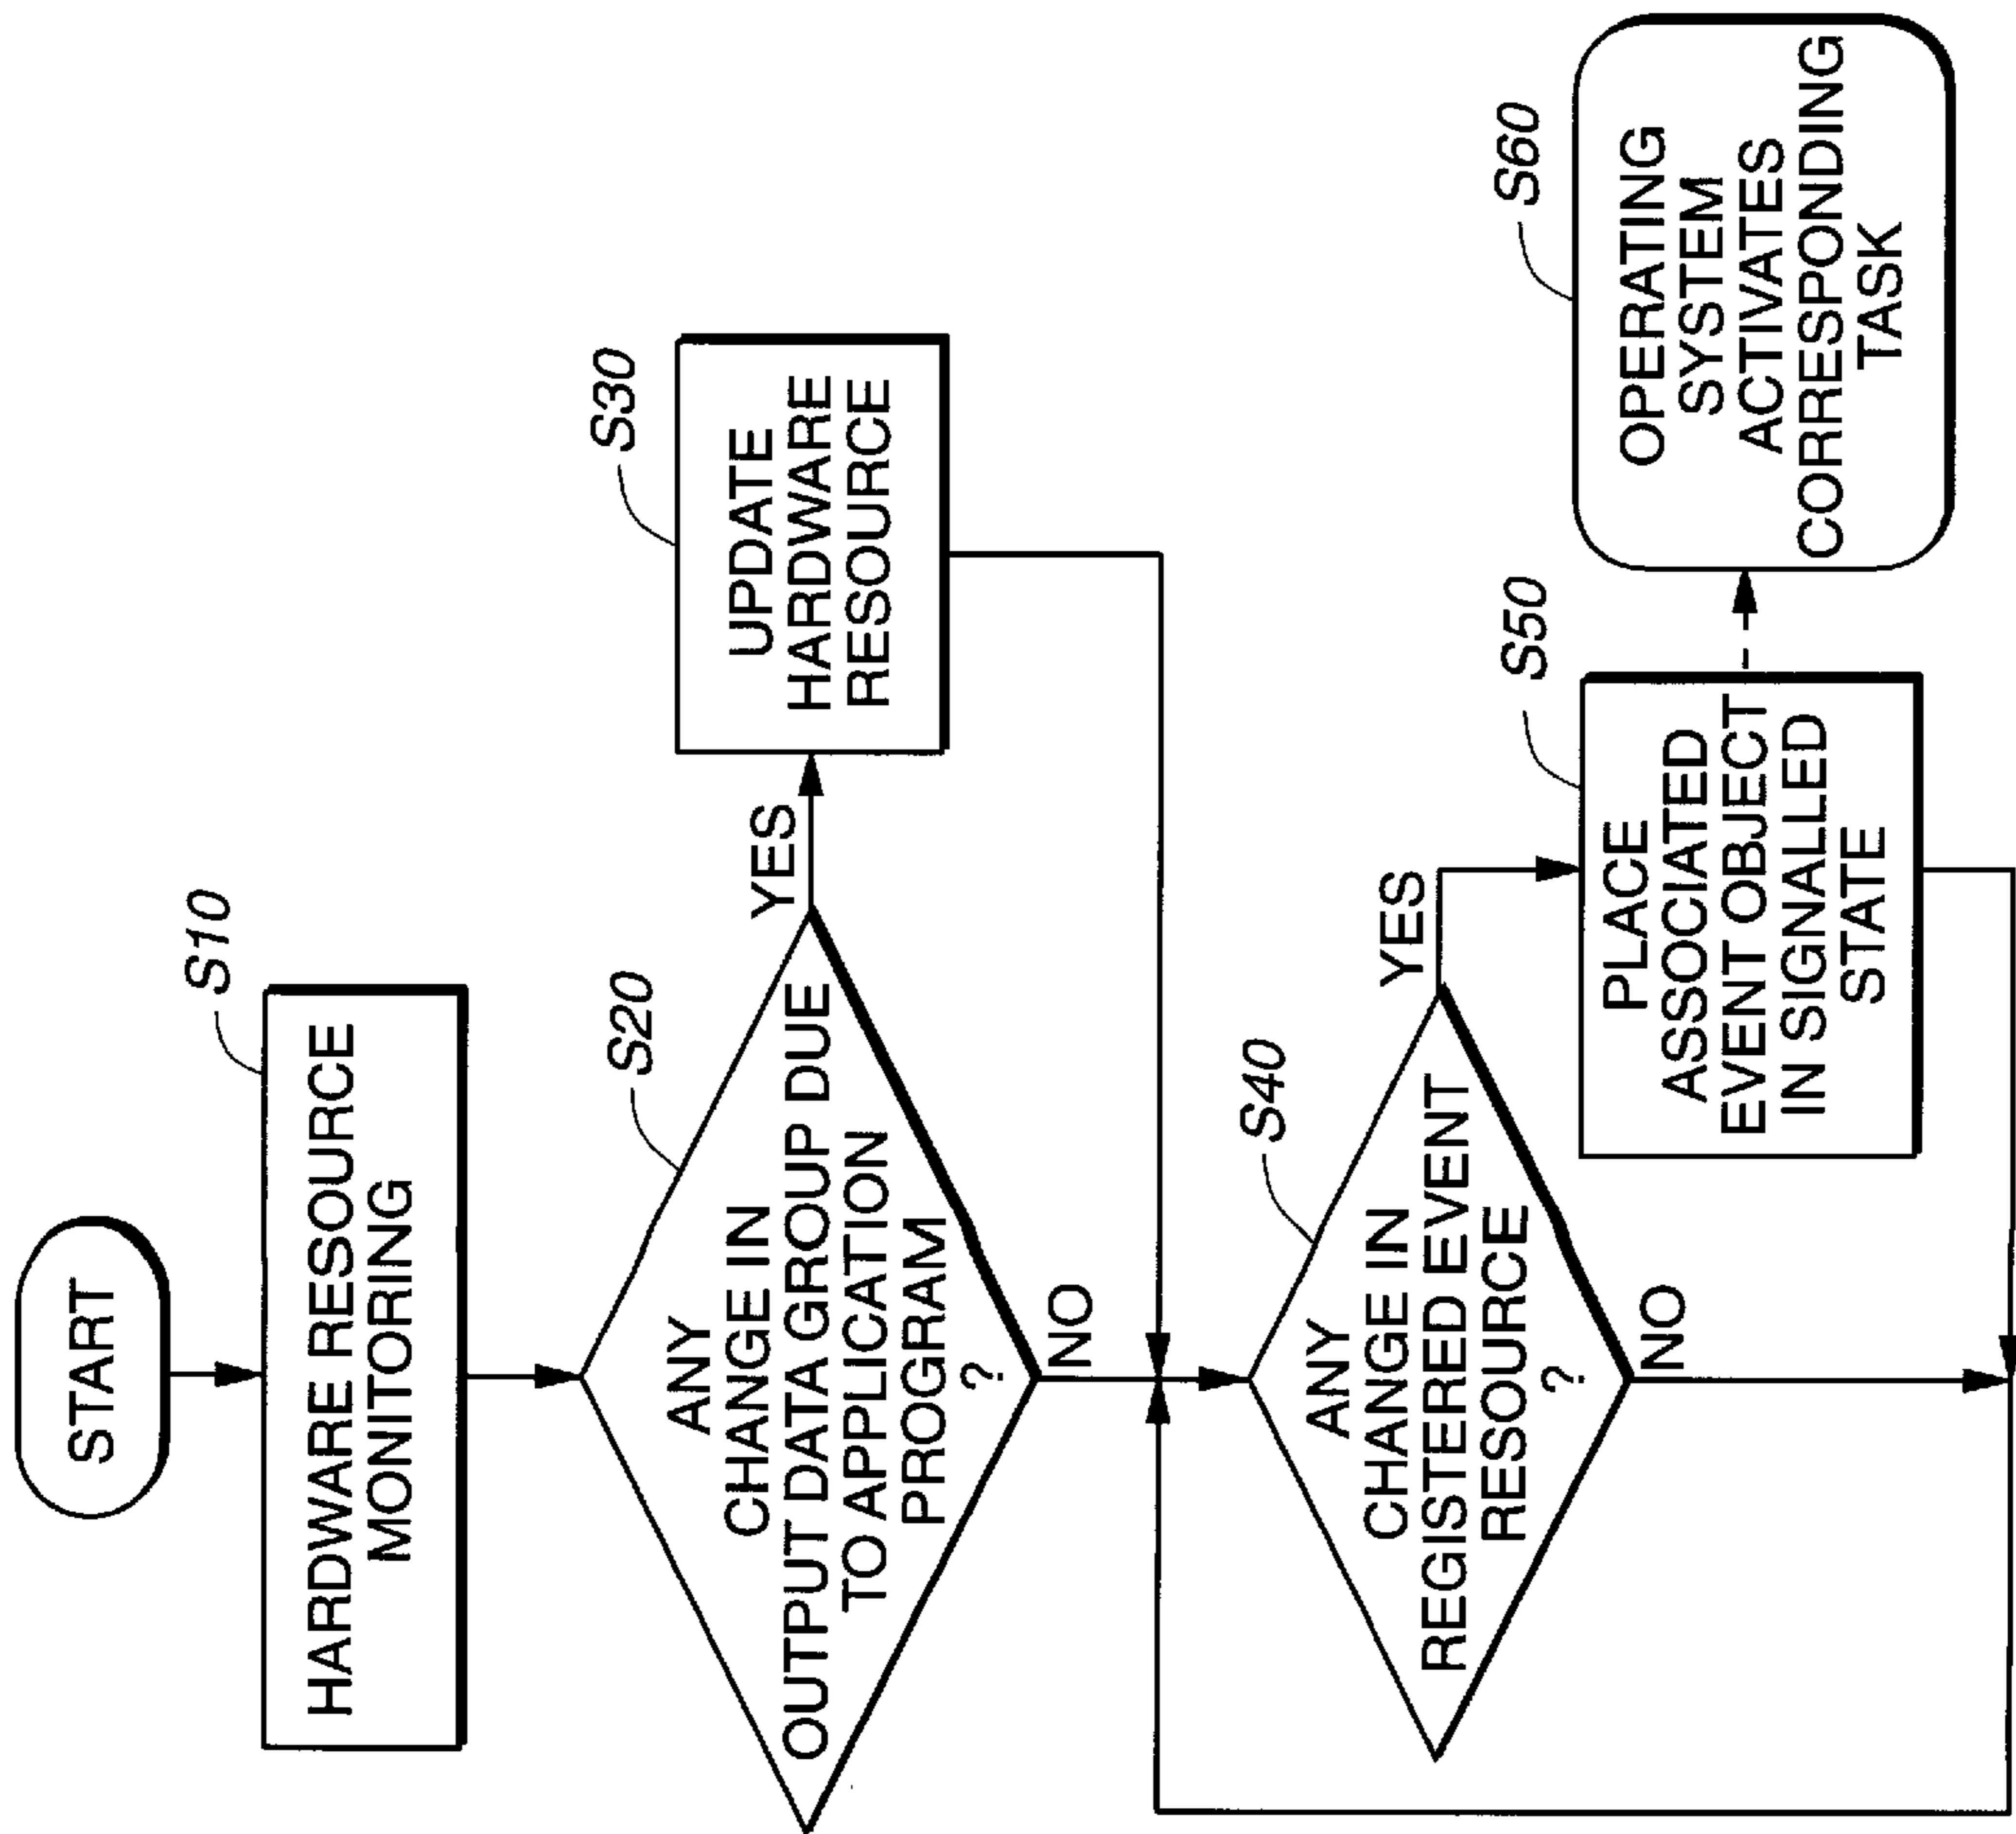 START
S10
HARDWARE RESOURCE
MONITORING
S20
ANY
CHANGE IN
OUTPUT DATA GROUP DUE
TO APPLICATION
PROGRAM
?
YES
S30
UPDATE
HARDWARE
RESOURCE
NO
S40
ANY
CHANGE IN
REGISTERED EVENT
RESOURCE
?
YES
NO
S50
PLACE
ASSOCIATED
EVENT OBJECT
IN SIGNALLED
STATE
S60
OPERATING
SYSTEM
ACTIVATES
CORRESPONDING
TASK